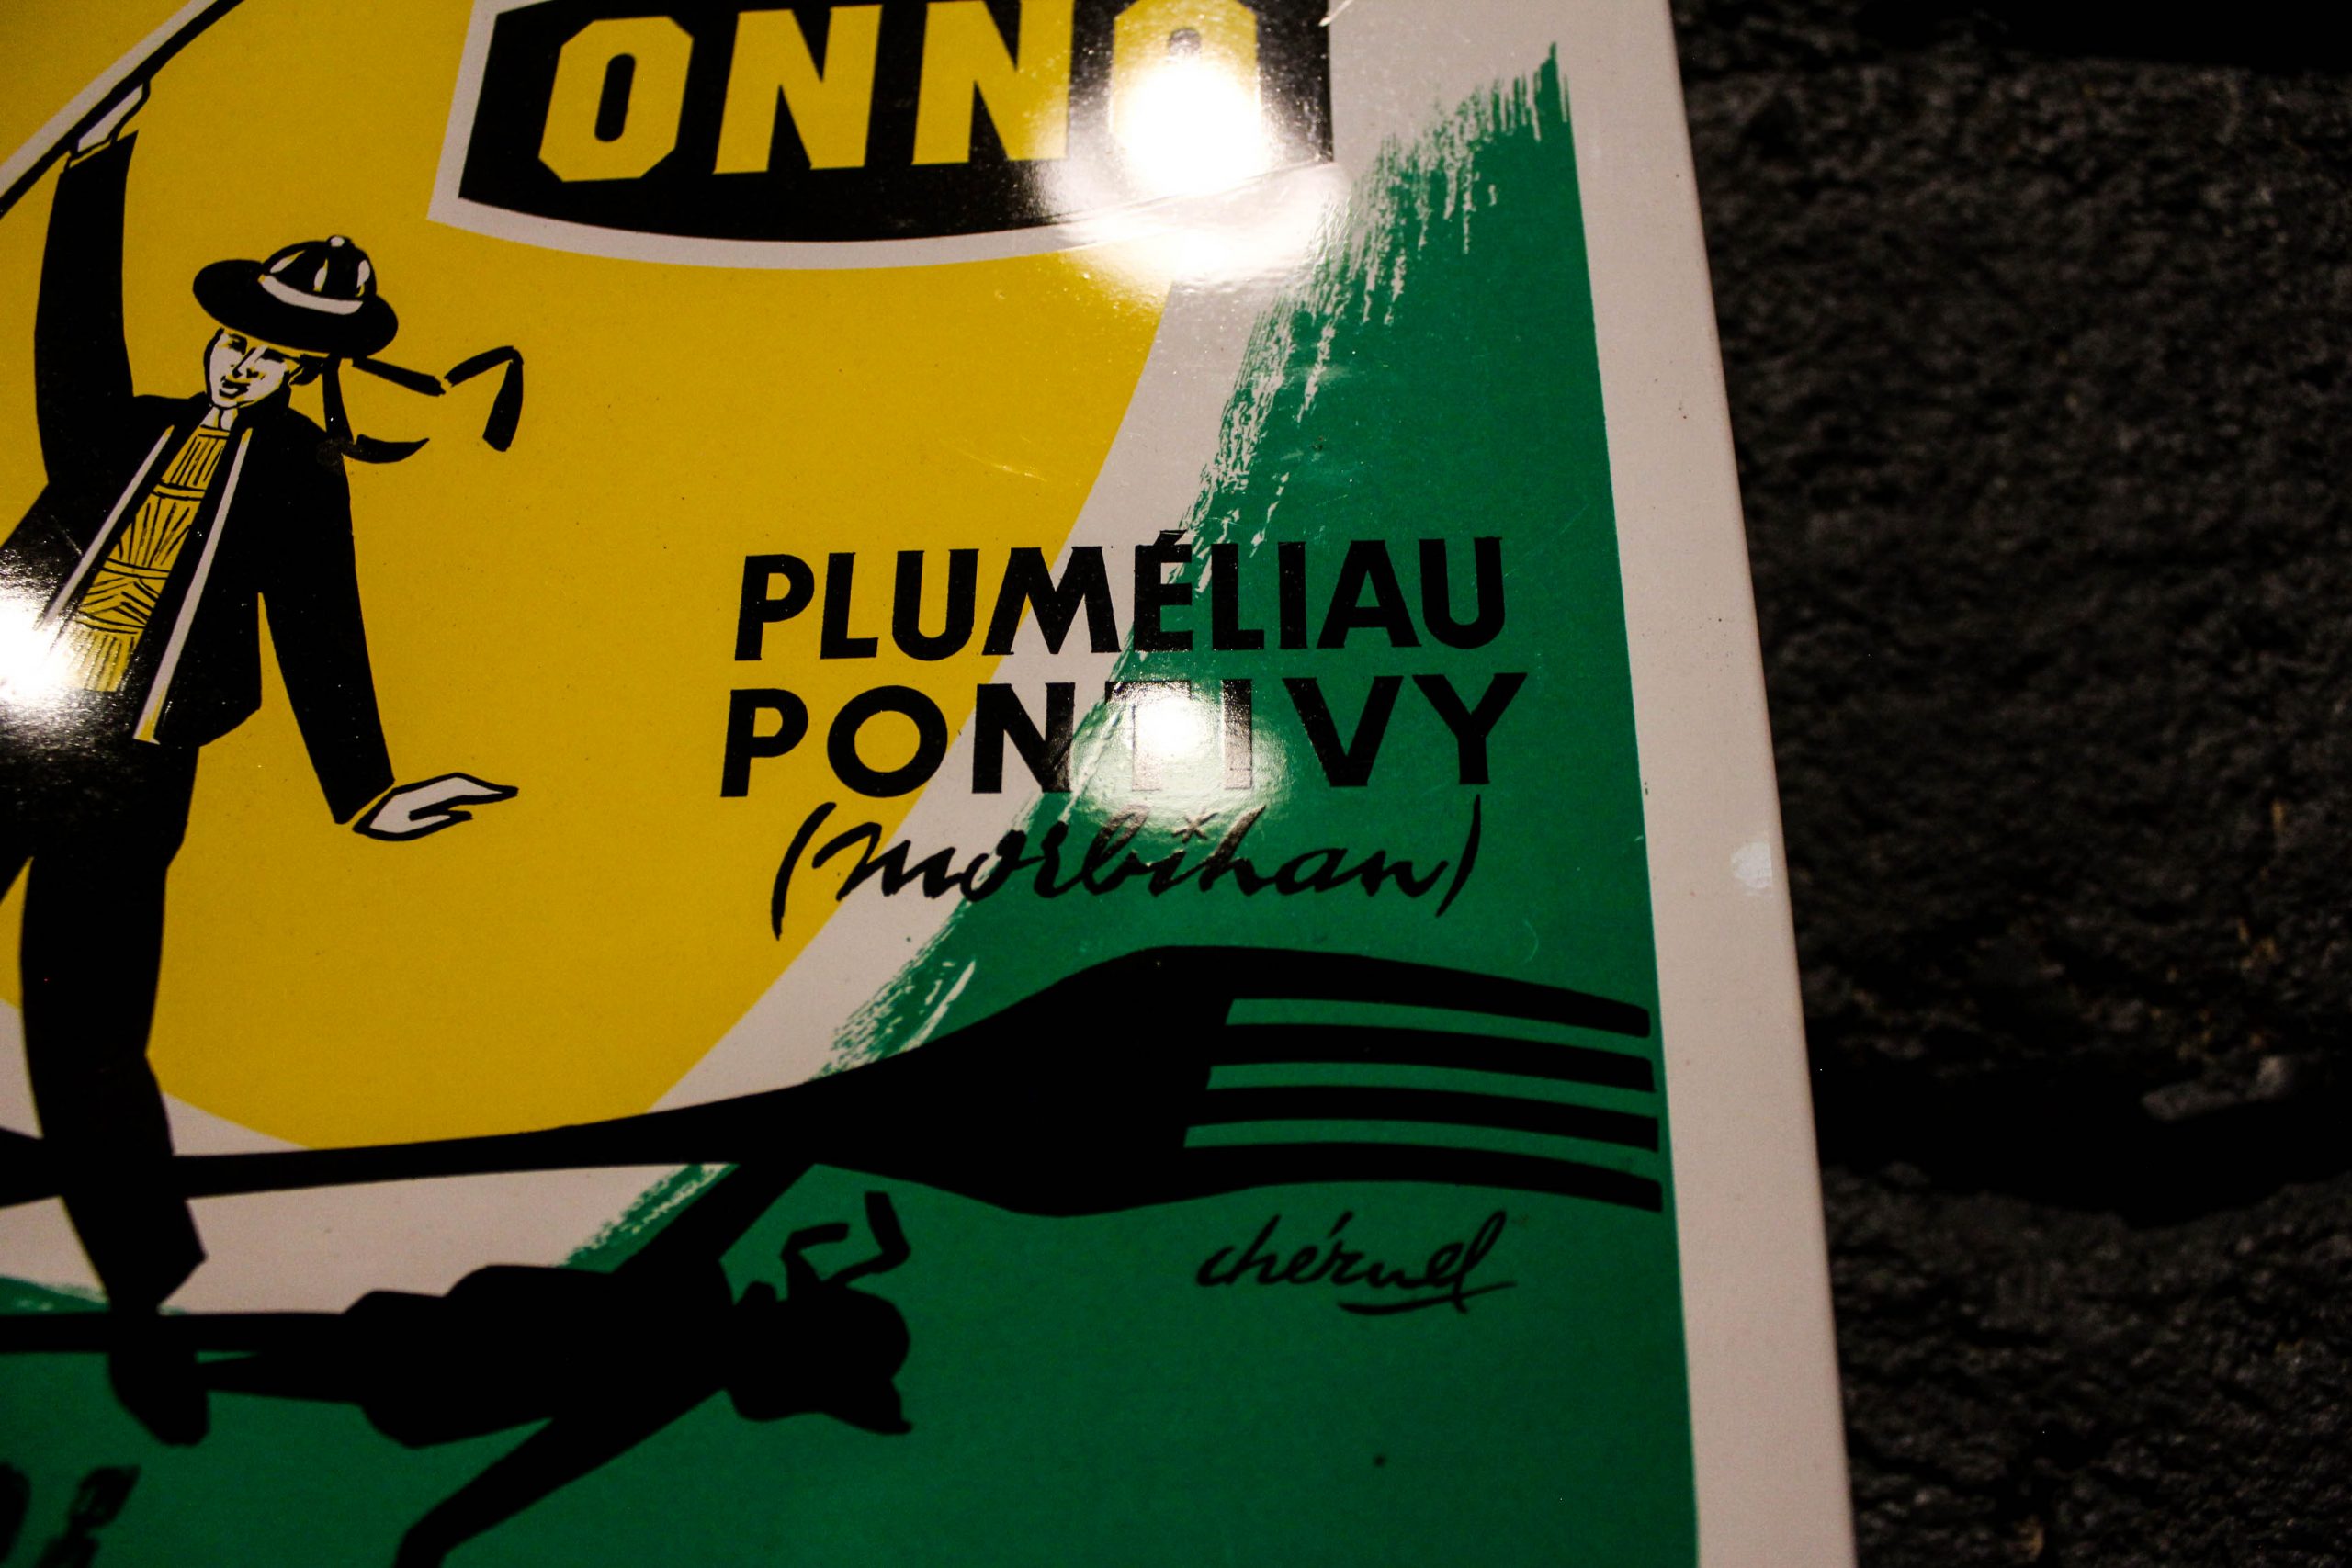 ONNO
PLUMÉLIAU
PONTIVY
(Morbihan)
chéruel